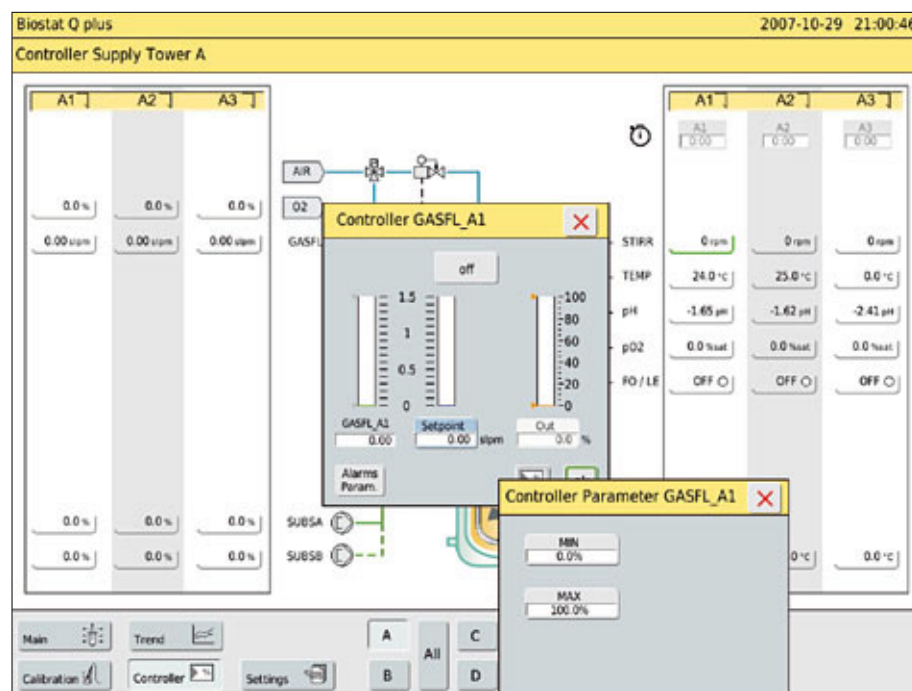 Biostat Q plus 2007-10-29 21:00:46
Controller Supply Tower A
A1 A2 A3
A1 A2 A3
A1 A2 A3
0:00 0:00 0:00
AIR
0.0 % 0.0 % 0.0 %
O2
Controller GASFL_A1
0.00 slpm 0.00 slpm 0.00 slpm
GASFL
STIRR 0 rpm 0 rpm 0 rpm
off
TEMP 24.0 °C 25.0 °C 0.0 °C
1.5 100
pH -1.65 pH -1.62 pH -2.41 pH
80
1
60
pO2 0.0 %sat 0.0 %sat 0.0 %sat
0.5 40
20
FO / LE OFF OFF OFF
0 0
GASFL_A1 Setpoint Out
0.00 0.00 slpm 0.0 %
Alarms
Param.
Controller Parameter GASFL_A1
0.0 % 0.0 % 0.0 %
SUBSA
MIN
0.0%
0.0 % 0.0 % 0.0 %
SUBSB
0 °C 0.0 °C
MAX
100.0%
Main Trend A All C
Calibration Controller Settings B D